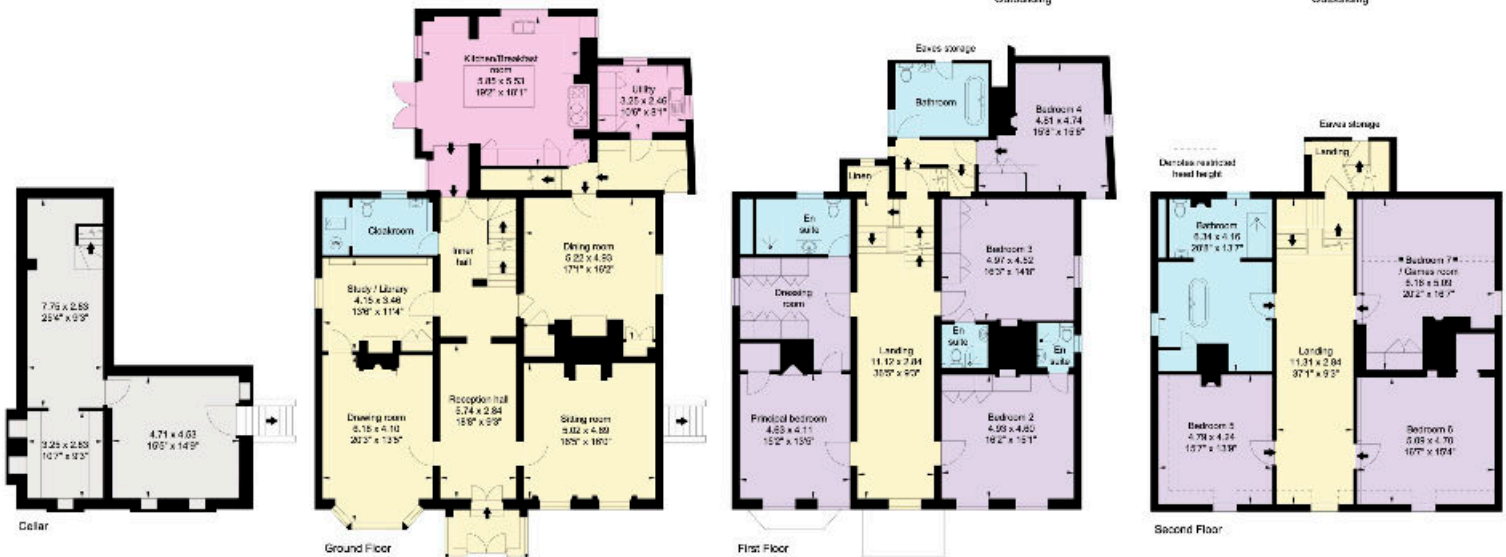 Outbuilding
Outbuilding
Kitchen/Breakfast
room
5.85 x 5.53
19'2" x 18'1"
Utility
3.25 x 2.46
10'8" x 8'1"
Cloakroom
Inner
hall
Dining room
5.22 x 4.93
17'1" x 16'2"
Study / Library
4.15 x 3.46
13'6" x 11'4"
Drawing room
6.18 x 4.10
20'3" x 13'5"
Reception hall
5.74 x 2.84
18'8" x 9'3"
Sitting room
5.02 x 4.89
16'5" x 16'0"
Ground Floor
7.75 x 2.83
25'4" x 9'3"
3.25 x 2.83
10'7" x 9'3"
4.71 x 4.53
14'9"
Cellar
Eaves storage
Bathroom
Bedroom 4
4.74
15'6"
Linen
En
suite
Bedroom 3
4.97 x 4.52
16'3" x 14'8"
Dressing
room
En
suite
En
suite
Landing
11.12 x 2.84
36'5" x 9'3"
Principal bedroom
4.63 x 4.11
15'2" x 13'5"
Bedroom 2
4.93 x 4.60
16'2" x 15'1"
First Floor
Eaves storage
Landing
Denotes restricted
head height
Bathroom
6.34 x 4.16
20'8" x 13'7"
Bedroom 7
/ Games room
6.16 x 5.09
20'2" x 16'7"
Landing
11.31 x 2.84
37'1" x 9'3"
Bedroom 5
4.79 x 4.24
15'7" x 13'9"
Bedroom 6
5.09 x 4.70
16'7" x 15'4"
Second Floor